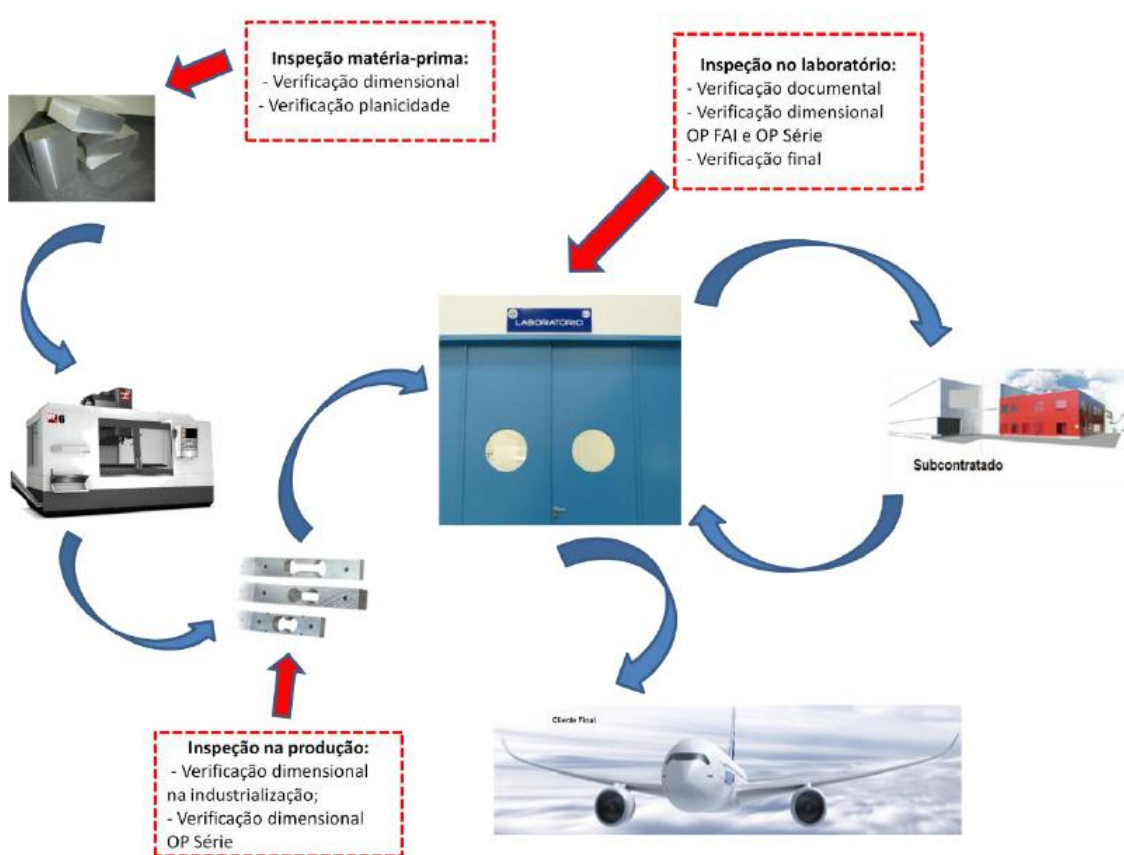 Inspeção matéria-prima:
- Verificação dimensional
- Verificação planicidade
Inspeção no laboratório:
- Verificação documental
- Verificação dimensional
OP FAI e OP Série
- Verificação final
LABORATÓRIO
Subcontratado
Inspeção na produção:
- Verificação dimensional
na industrialização;
- Verificação dimensional
OP Série
Cliente Final